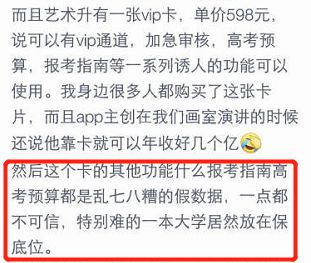 而且艺术升有一张vip卡，单价598元，
说可以有vip通道，加急审核，高考预
算，报考指南等一系列诱人的功能可以
使用。我身边很多人都购买了这张卡
片，而且app主创在我们画室演讲的时候
还说他靠卡就可以年收好几个亿🤣
然后这个卡的其他功能什么报考指南高
考预算都是乱七八糟的假数据，一点都
不可信，特别难的一本大学居然放在保
底位。